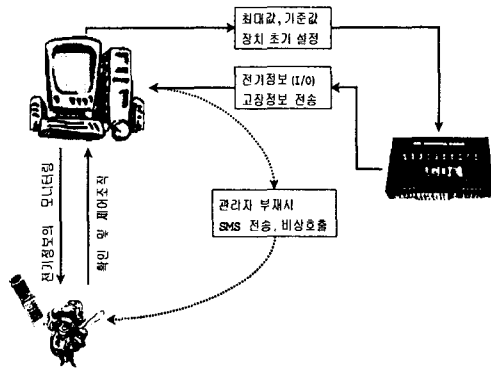 최대값, 기준값
장치 초기 설정
전기정보 (I/O)
고장정보 전송
관리자 부재시
SMS 전송, 비상호출
전기정보의 모니터링
확인 및 제어조작